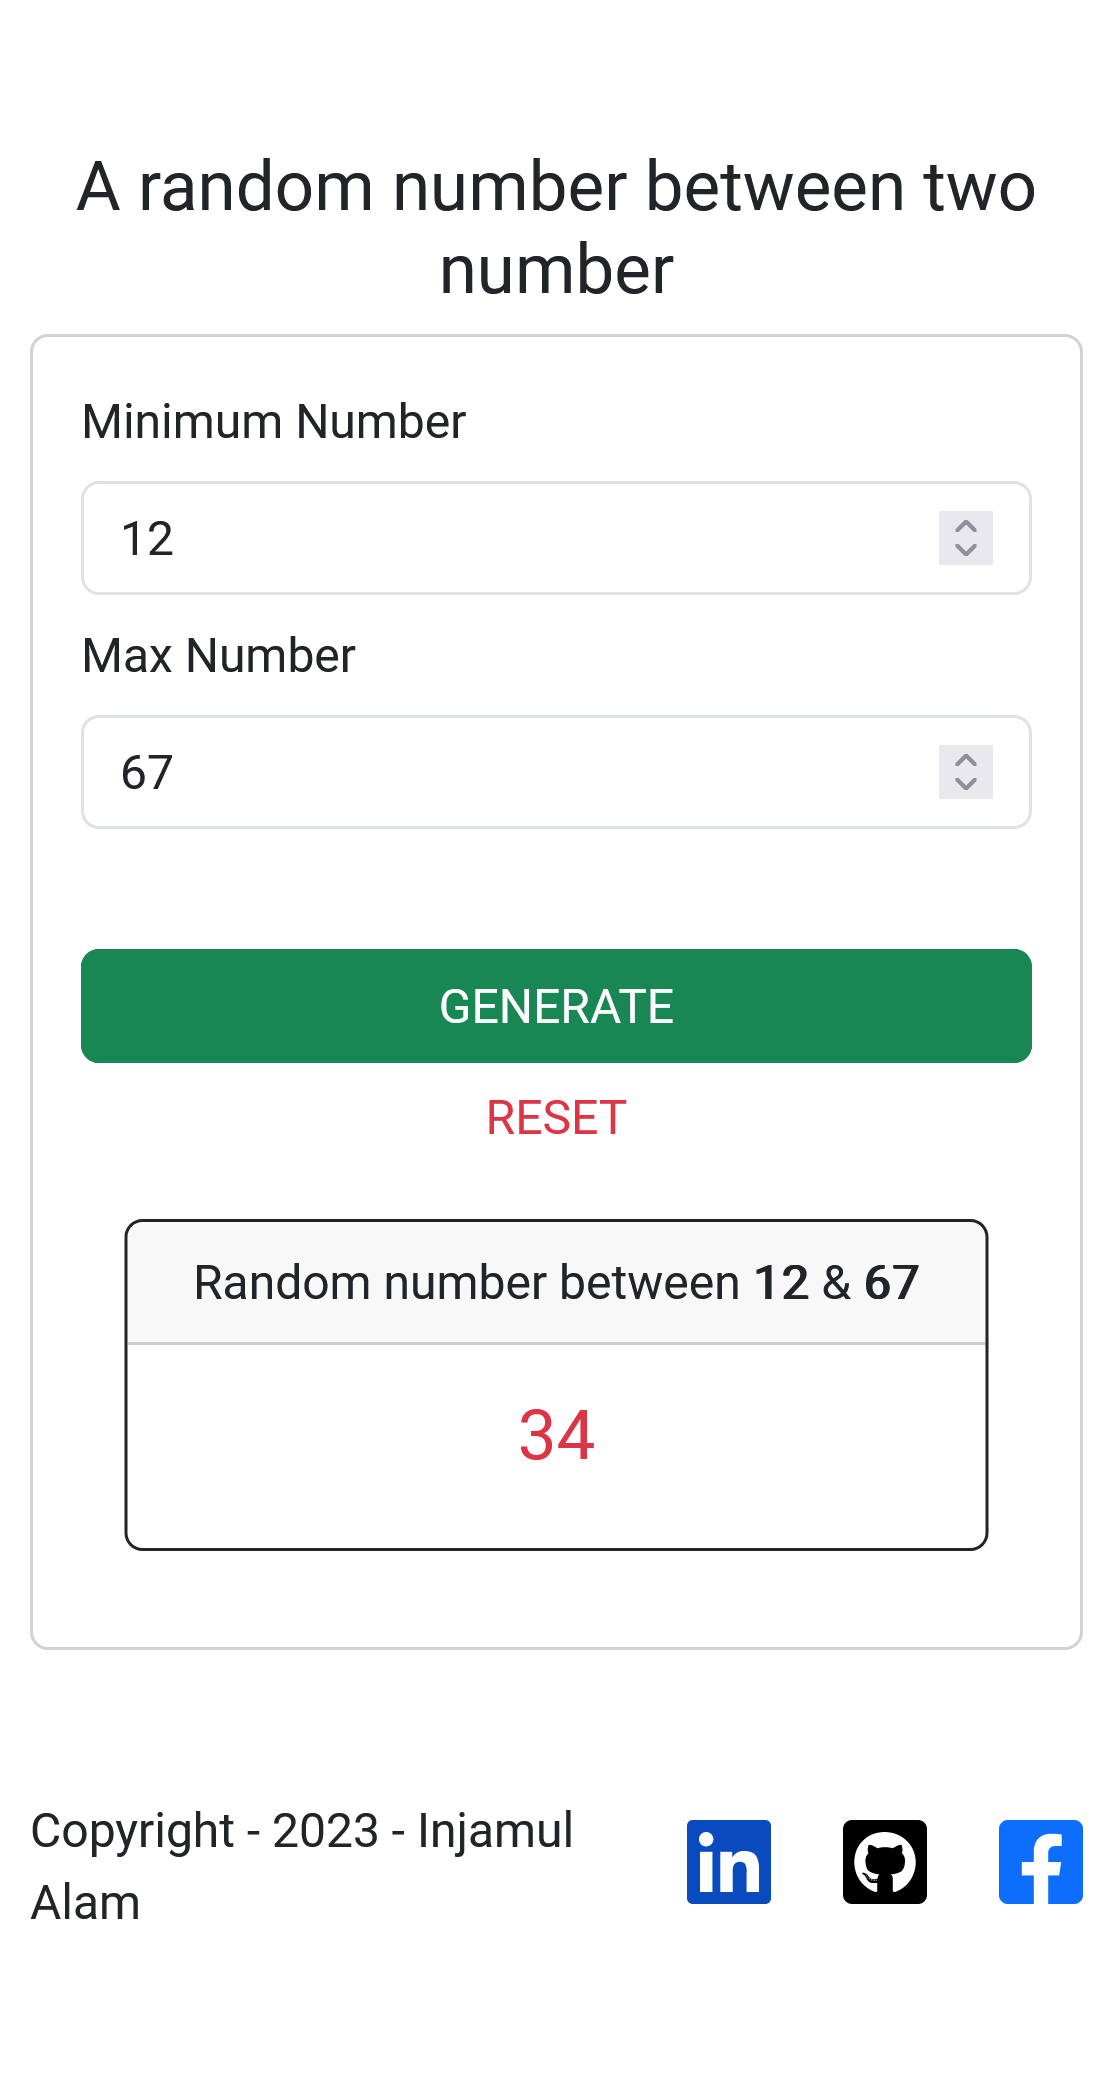 A random number between two
number
Minimum Number
12
Max Number
67
GENERATE
RESET
Random number between 12 & 67
34
Copyright - 2023 - Injamul
Alam
in
f